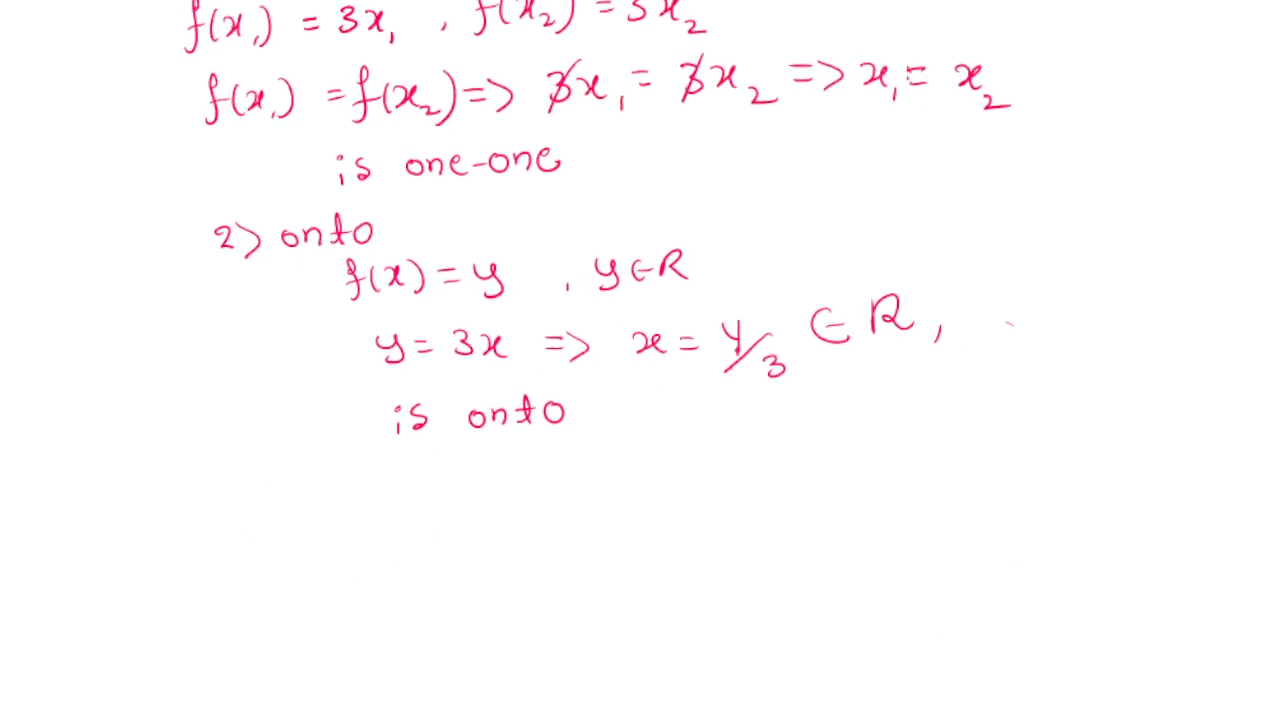 f(x₁) = 3x₁ , f(x₂) = 3x₂
f(x₁) = f(x₂) => 3x₁ = 3x₂ => x₁ = x₂
is one-one
2) onto
f(x) = y , y ∈ R
y = 3x => x = y/3 ∈ R ,
is onto